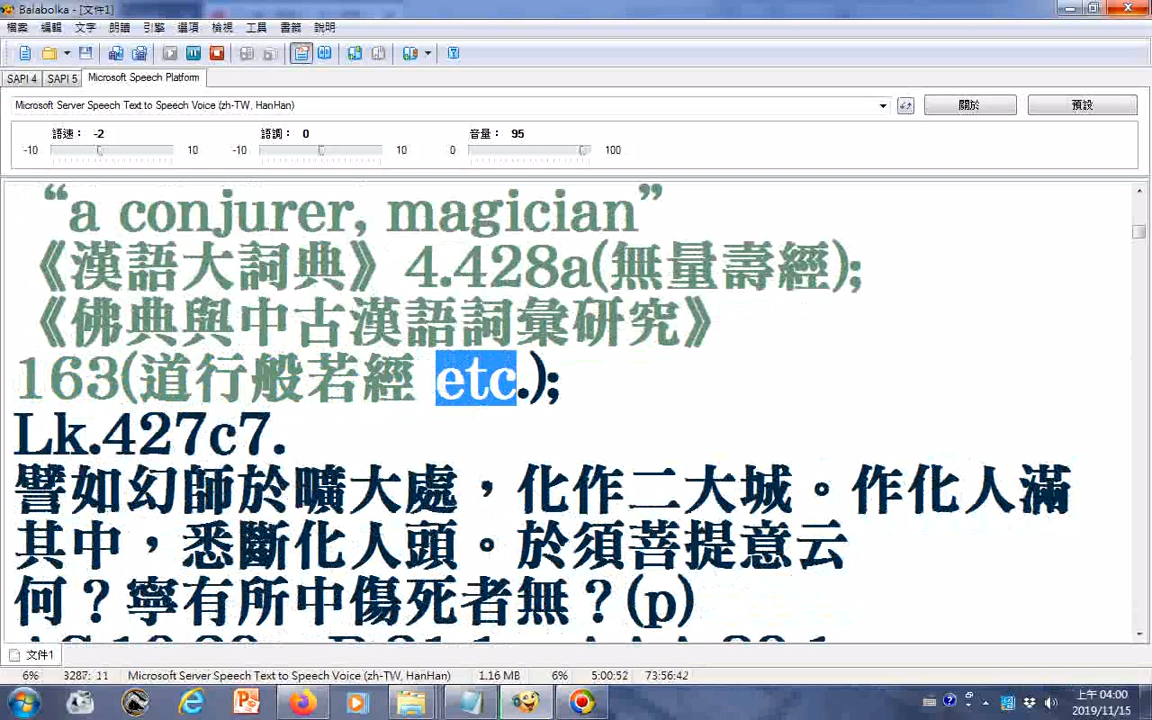 Balabolka - [文件1]
檔案 編輯 文字 朗讀 引擎 選項 檢視 工具 書籤 說明
SAPI 4 SAPI 5 Microsoft Speech Platform
Microsoft Server Speech Text to Speech Voice (zh-TW, HanHan) 關於 預設
語速： -2 語調： 0 音量： 95
-10 10 -10 10 0 100
“a conjurer, magician”
《漢語大詞典》4.428a(無量壽經);
《佛典與中古漢語詞彙研究》
163(道行般若經 etc.);
Lk.427c7.
譬如幻師於曠大處，化作二大城。作化人滿
其中，悉斷化人頭。於須菩提意云
何？寧有所中傷死者無？(p)
文件1
6% 3287: 11 Microsoft Server Speech Text to Speech Voice (zh-TW, HanHan) 1.16 MB 6% 5:00:52 73:56:42
上午 04:00
2019/11/15